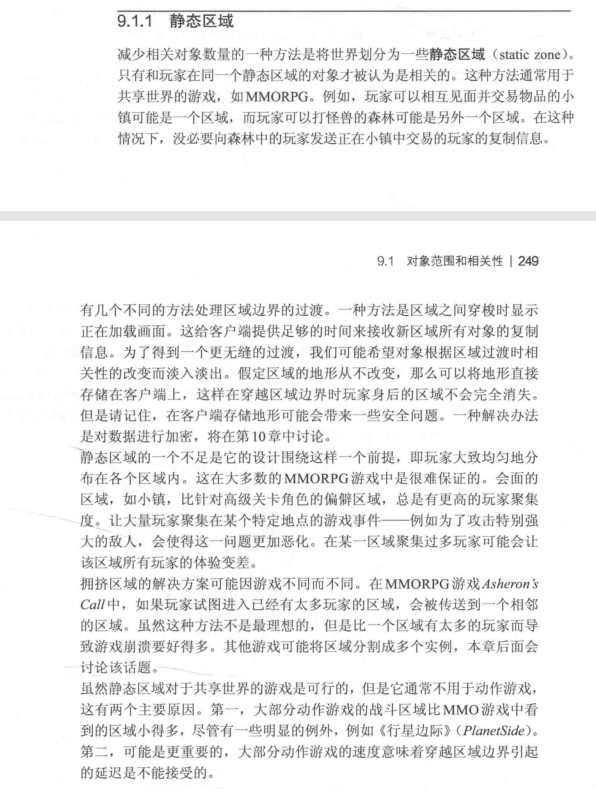 9.1.1 静态区域
减少相关对象数量的一种方法是将世界划分为一些静态区域（static zone）。
只有和玩家在同一个静态区域的对象才被认为是相关的。这种方法通常用于
共享世界的游戏，如MMORPG。例如，玩家可以相互见面并交易物品的小
镇可能是一个区域，而玩家可以打怪兽的森林可能是另外一个区域。在这种
情况下，没必要向森林中的玩家发送正在小镇中交易的玩家的复制信息。
9.1 对象范围和相关性 | 249
有几个不同的方法处理区域边界的过渡。一种方法是区域之间穿梭时显示
正在加载画面。这给客户端提供足够的时间来接收新区域所有对象的复制
信息。为了得到一个更无缝的过渡，我们可能希望对象根据区域过渡时相
关性的改变而淡入淡出。假定区域的地形从不改变，那么可以将地形直接
存储在客户端上，这样在穿越区域边界时玩家身后的区域不会完全消失。
但是请记住，在客户端存储地形可能会带来一些安全问题。一种解决办法
是对数据进行加密，将在第10章中讨论。
静态区域的一个不足是它的设计围绕这样一个前提，即玩家大致均匀地分
布在各个区域内。这在大多数的MMORPG游戏中是很难保证的。会面的
区域，如小镇，比针对高级关卡角色的偏僻区域，总是有更高的玩家聚集
度。让大量玩家聚集在某个特定地点的游戏事件——例如为了攻击特别强
大的敌人，会使得这一问题更加恶化。在某一区域聚集过多玩家可能会让
该区域所有玩家的体验变差。
拥挤区域的解决方案可能因游戏不同而不同。在MMORPG游戏Asheron's
Call中，如果玩家试图进入已经有太多玩家的区域，会被传送到一个相邻
的区域。虽然这种方法不是最理想的，但是比一个区域有太多的玩家而导
致游戏崩溃要好得多。其他游戏可能将区域分割成多个实例，本章后面会
讨论该话题。
虽然静态区域对于共享世界的游戏是可行的，但是它通常不用于动作游戏，
这有两个主要原因。第一，大部分动作游戏的战斗区域比MMO游戏中看
到的区域小得多，尽管有一些明显的例外，例如《行星边际》（PlanetSide）。
第二，可能是更重要的，大部分动作游戏的速度意味着穿越区域边界引起
的延迟是不能接受的。